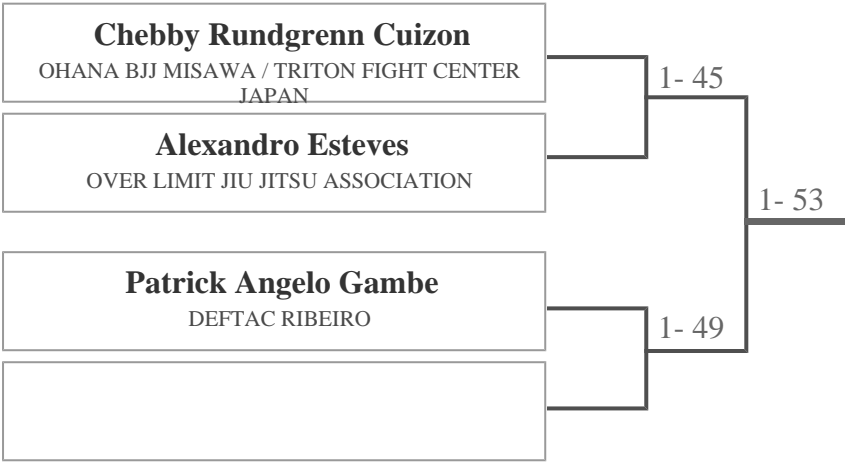 Chebby Rundgrenn Cuizon
OHANA BJJ MISAWA / TRITON FIGHT CENTER
JAPAN
1- 45
Alexandro Esteves
OVER LIMIT JIU JITSU ASSOCIATION
1- 53
Patrick Angelo Gambe
DEFTAC RIBEIRO
1- 49